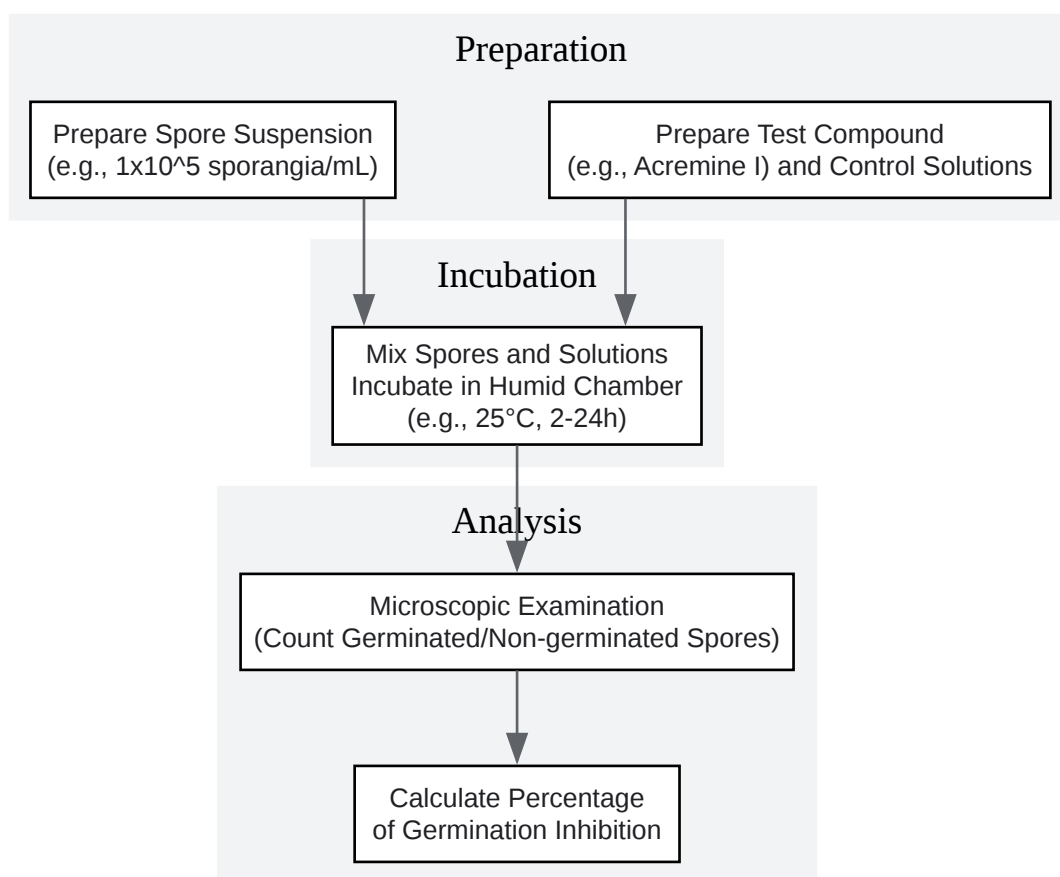 Preparation
Prepare Spore Suspension
(e.g., 1x10^5 sporangia/mL)
Prepare Test Compound
(e.g., Acremine I) and Control Solutions
Incubation
Mix Spores and Solutions
Incubate in Humid Chamber
(e.g., 25°C, 2-24h)
Analysis
Microscopic Examination
(Count Germinated/Non-germinated Spores)
Calculate Percentage
of Germination Inhibition